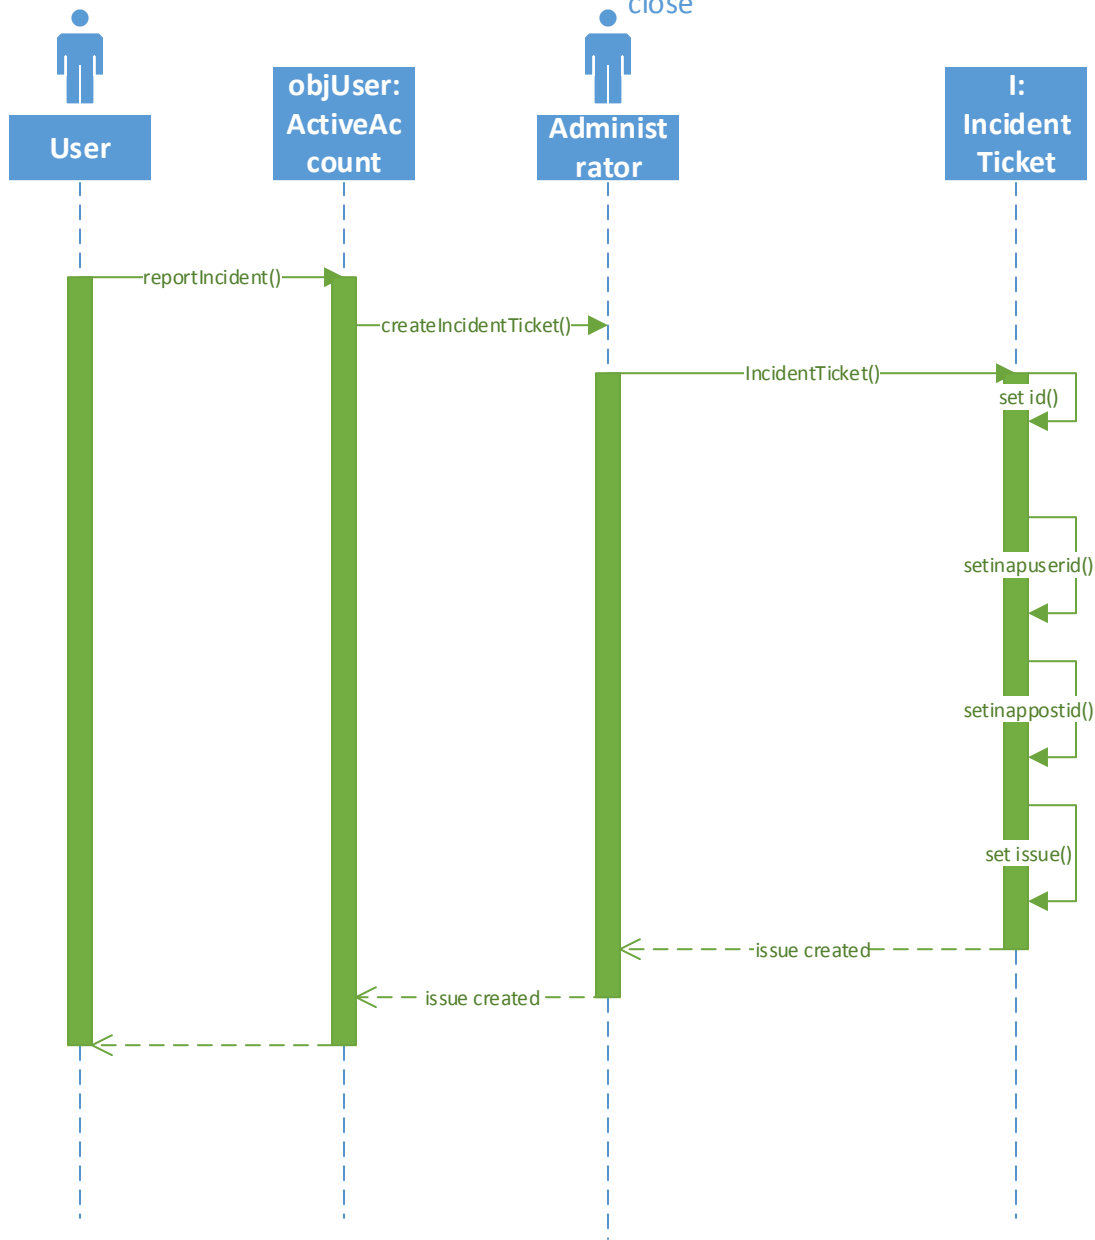 close
User
objUser:
ActiveAc
count
Administ
rator
I:
Incident
Ticket
reportIncident()
createIncidentTicket()
IncidentTicket()
set id()
setinapuserid()
setinappostid()
set issue()
issue created
issue created